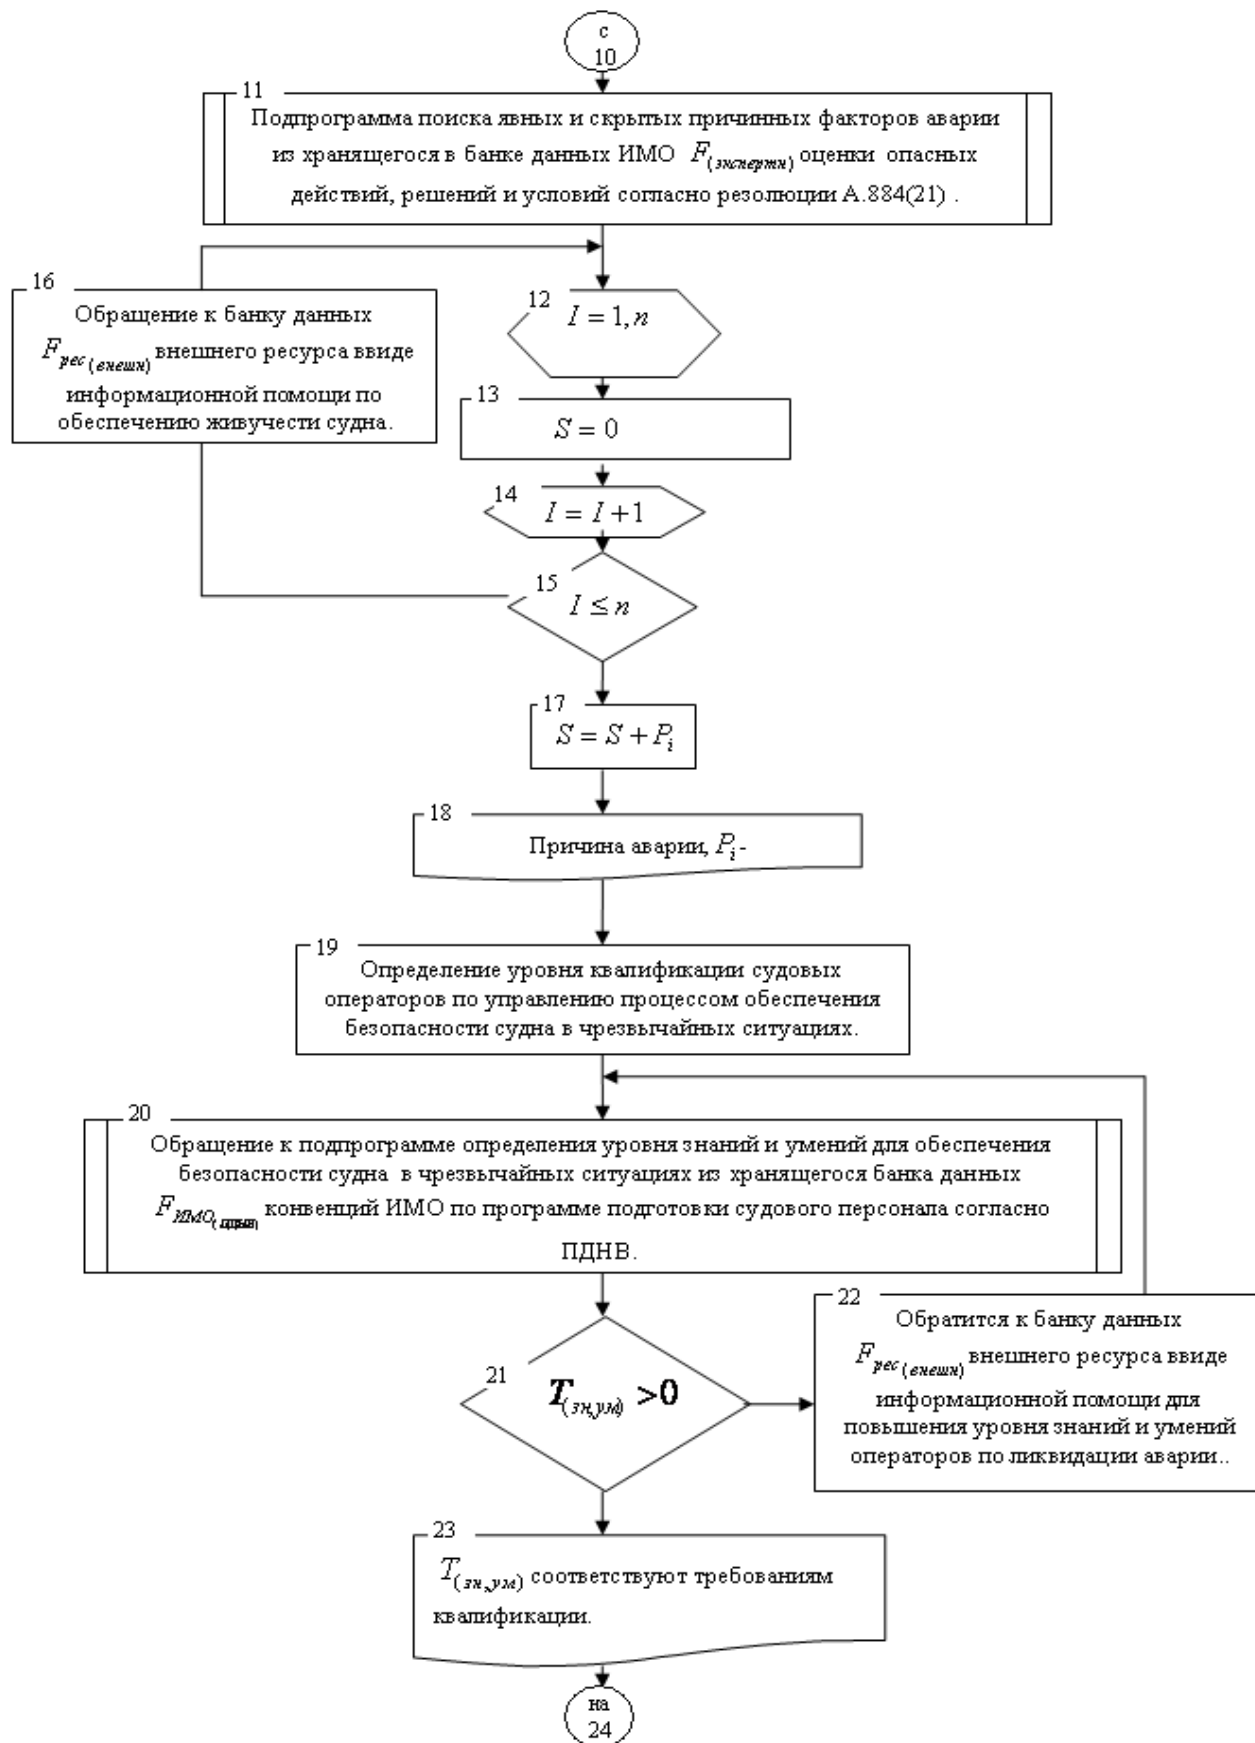 с
10
11
Подпрограмма поиска явных и скрытых причинных факторов аварии
из хранящегося в банке данных ИМО F(эксперт) оценки опасных
действий, решений и условий согласно резолюции А.884(21) .
16
Обращение к банку данных
Fрес(внешн) внешнего ресурса ввиде
информационной помощи по
обеспечению живучести судна.
12
I = 1, n
13
S = 0
14
I = I + 1
15
I ≤ n
17
S = S + Pi
18
Причина аварии, Pi -
19
Определение уровня квалификации судовых
операторов по управлению процессом обеспечения
безопасности судна в чрезвычайных ситуациях.
20
Обращение к подпрограмме определения уровня знаний и умений для обеспечения
безопасности судна в чрезвычайных ситуациях из хранящегося банка данных
FИМО конвенций ИМО по программе подготовки судового персонала согласно
ПДНВ.
21
T(зн,ум) >0
22
Обратится к банку данных
Fрес(внешн) внешнего ресурса ввиде
информационной помощи для
повышения уровня знаний и умений
операторов по ликвидации аварии..
23
T(зн,ум) соответствуют требованиям
квалификации.
на
24